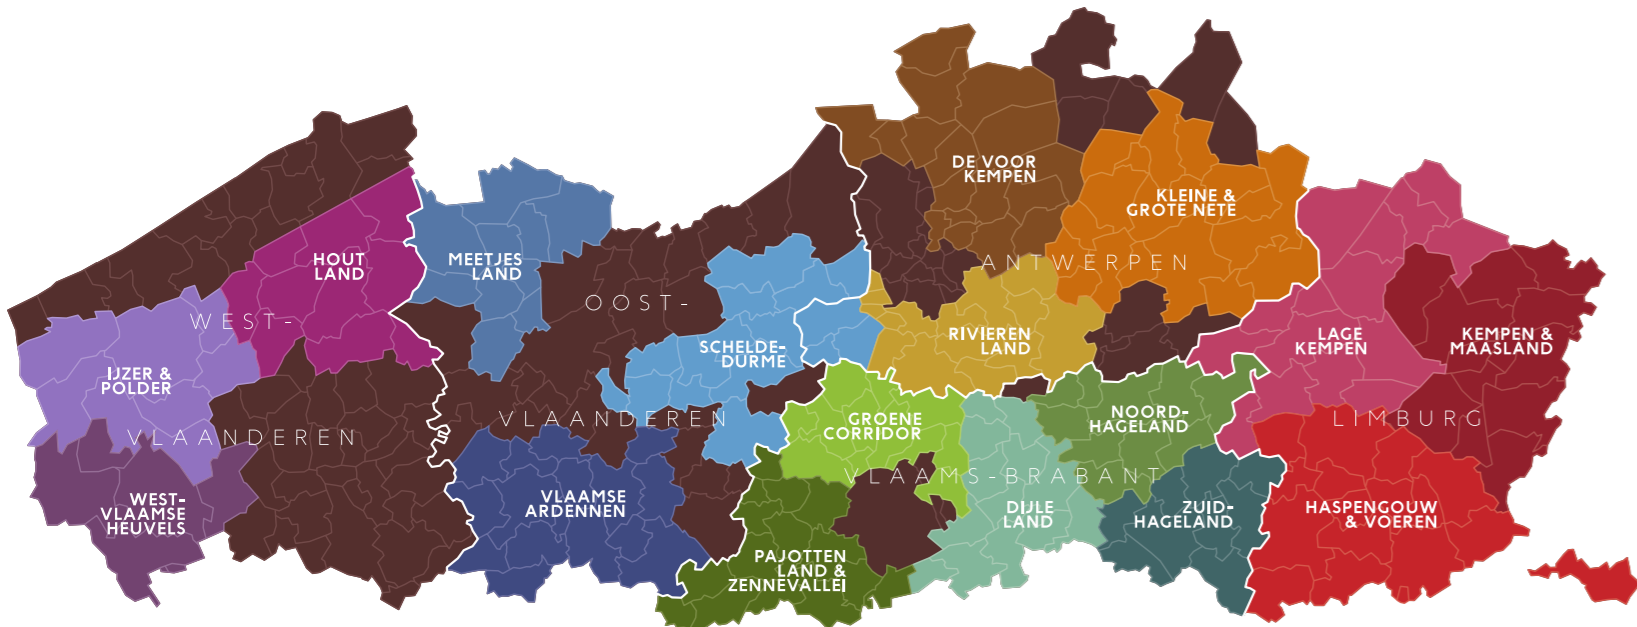 DE VOOR
KEMPEN
KLEINE &
GROTE NETE
HOUT
LAND
MEETJES
LAND
ANTWERPEN
OOST-
WEST-
SCHELDE-
DURME
RIVIEREN
LAND
LAGE
KEMPEN
KEMPEN &
MAASLAND
IJZER &
POLDER
VLAANDEREN
VLAANDEREN
GROENE
CORRIDOR
NOORD-
HAGELAND
LIMBURG
VLAAMS-BRABANT
WEST-
VLAAMSE
HEUVELS
VLAAMSE
ARDENNEN
DIJLE
LAND
ZUID-
HAGELAND
HASPENGOUW
& VOEREN
PAJOTTEN
LAND &
ZENNEVALLEI